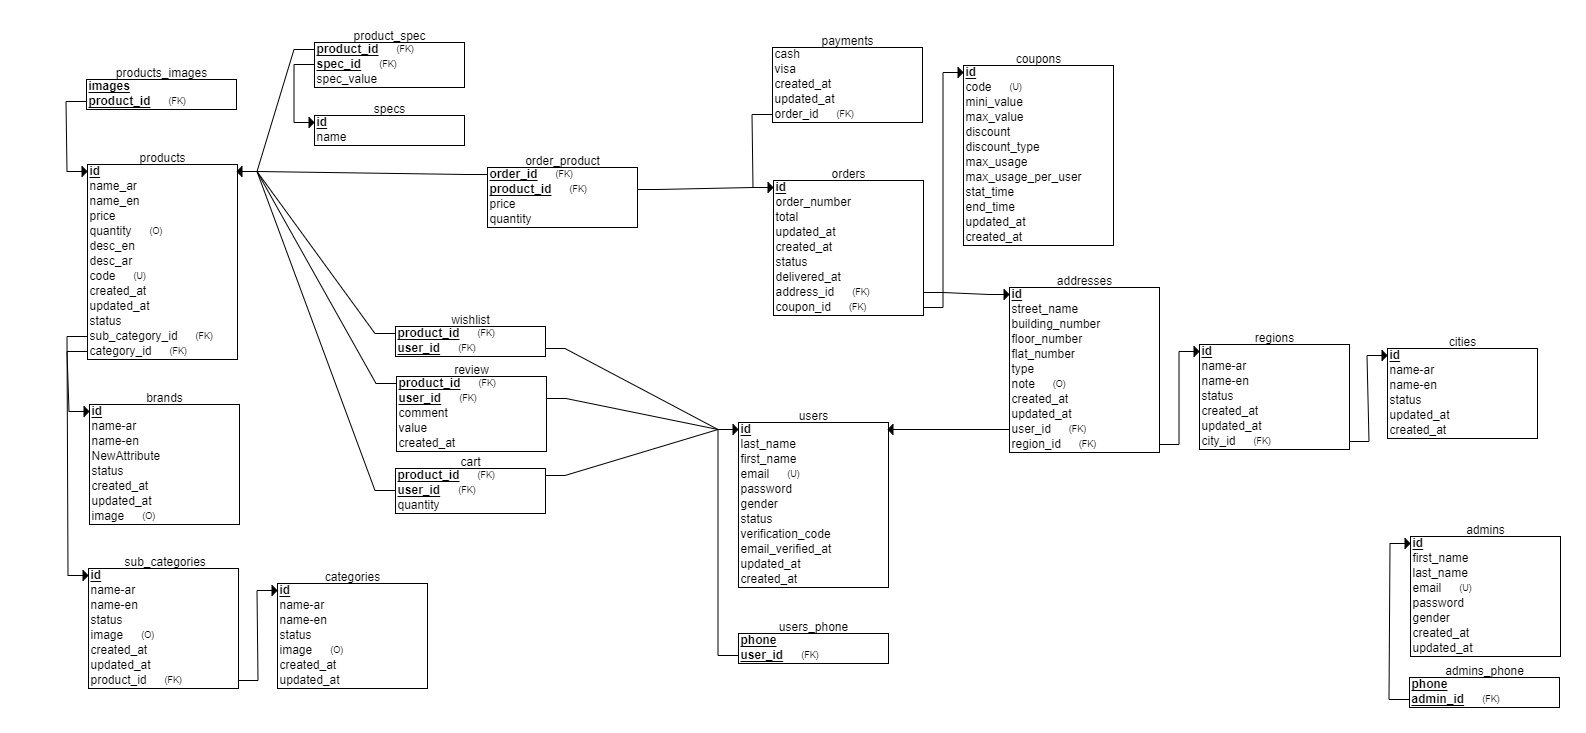 products_images
images
product_id (FK)
product_spec
product_id (FK)
spec_id (FK)
spec_value
specs
id
name
products
id
name_ar
name_en
price
quantity (O)
desc_en
desc_ar
code (U)
created_at
updated_at
status
sub_category_id (FK)
category_id (FK)
brands
id
name-ar
name-en
NewAttribute
status
created_at
updated_at
image (O)
sub_categories
id
name-ar
name-en
status
image (O)
created_at
updated_at
product_id (FK)
categories
id
name-ar
name-en
status
image (O)
created_at
updated_at
order_product
order_id (FK)
product_id (FK)
price
quantity
wishlist
product_id (FK)
user_id (FK)
review
product_id (FK)
user_id (FK)
comment
value
created_at
cart
product_id (FK)
user_id (FK)
quantity
payments
cash
visa
created_at
updated_at
order_id (FK)
orders
id
order_number
total
updated_at
created_at
status
delivered_at
address_id (FK)
coupon_id (FK)
coupons
id
code (U)
mini_value
max_value
discount
discount_type
max_usage
max_usage_per_user
stat_time
end_time
updated_at
created_at
users
id
last_name
first_name
email (U)
password
gender
status
verification_code
email_verified_at
updated_at
created_at
users_phone
phone
user_id (FK)
addresses
id
street_name
building_number
floor_number
flat_number
type
note (O)
created_at
updated_at
user_id (FK)
region_id (FK)
regions
id
name-ar
name-en
status
created_at
updated_at
city_id (FK)
cities
id
name-ar
name-en
status
updated_at
created_at
admins
id
first_name
last_name
email (U)
password
gender
created_at
updated_at
admins_phone
phone
admin_id (FK)